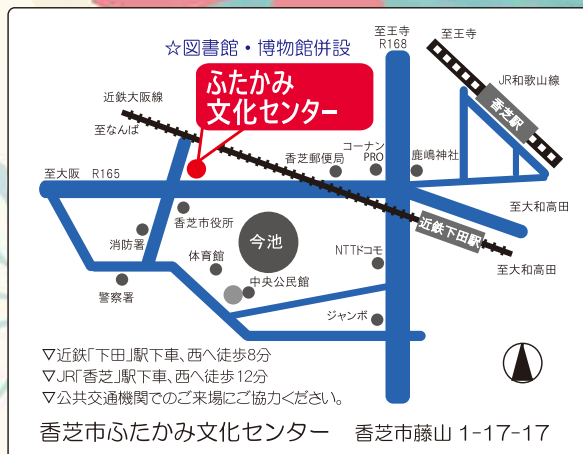 至王寺
R168
至王寺
☆図書館・博物館併設
JR和歌山線
香芝駅
ふたかみ
文化センター
近鉄大阪線
至なんば
コーナン
PRO
鹿嶋神社
香芝郵便局
至大阪 R165
至大和高田
香芝市役所
近鉄下田駅
消防署
今池
体育館
NTTドコモ
至大和高田
中央公民館
警察署
ジャンボ
▽近鉄「下田」駅下車、西へ徒歩8分
▽JR「香芝」駅下車、西へ徒歩12分
▽公共交通機関でのご来場にご協力ください。
香芝市ふたかみ文化センター 香芝市藤山 1-17-17